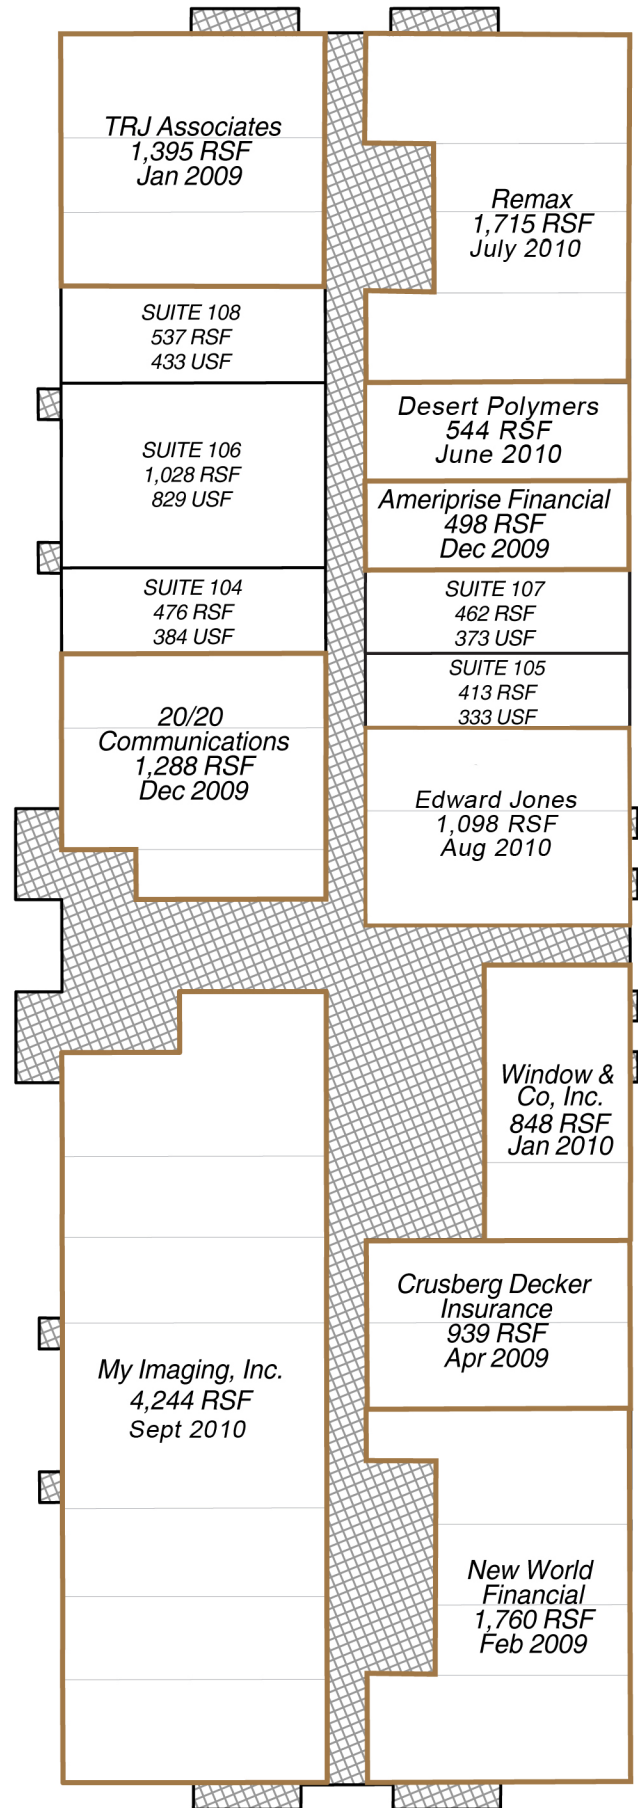 TRJ Associates
1,395 RSF
Jan 2009
Remax
1,715 RSF
July 2010
SUITE 108
537 RSF
433 USF
SUITE 106
1,028 RSF
829 USF
SUITE 104
476 RSF
384 USF
Desert Polymers
544 RSF
June 2010
Ameriprise Financial
498 RSF
Dec 2009
SUITE 107
462 RSF
373 USF
SUITE 105
413 RSF
333 USF
20/20
Communications
1,288 RSF
Dec 2009
Edward Jones
1,098 RSF
Aug 2010
Window &
Co, Inc.
848 RSF
Jan 2010
Crusberg Decker
Insurance
939 RSF
Apr 2009
My Imaging, Inc.
4,244 RSF
Sept 2010
New World
Financial
1,760 RSF
Feb 2009